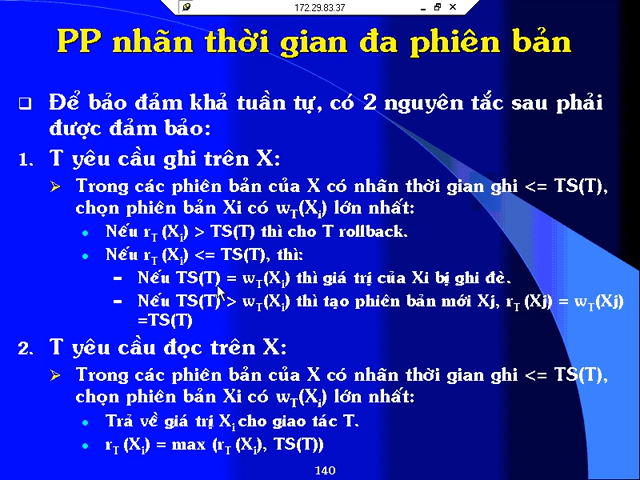 172.29.83.37
PP nhãn thời gian đa phiên bản
Để bảo đảm khả tuần tự, có 2 nguyên tắc sau phải
được đảm bảo:
1. T yêu cầu ghi trên X:
Trong các phiên bản của X có nhãn thời gian ghi <= TS(T),
chọn phiên bản Xi có wT(Xi) lớn nhất:
Nếu rT (Xi) > TS(T) thì cho T rollback.
Nếu rT (Xi) <= TS(T), thì:
– Nếu TS(T) = wT(Xi) thì giá trị của Xi bị ghi đè.
– Nếu TS(T) > wT(Xi) thì tạo phiên bản mới Xj, rT (Xj) = wT(Xj)
=TS(T)
2. T yêu cầu đọc trên X:
Trong các phiên bản của X có nhãn thời gian ghi <= TS(T),
chọn phiên bản Xi có wT(Xi) lớn nhất:
Trả về giá trị Xi cho giao tác T.
rT (Xi) = max (rT (Xi), TS(T))
140